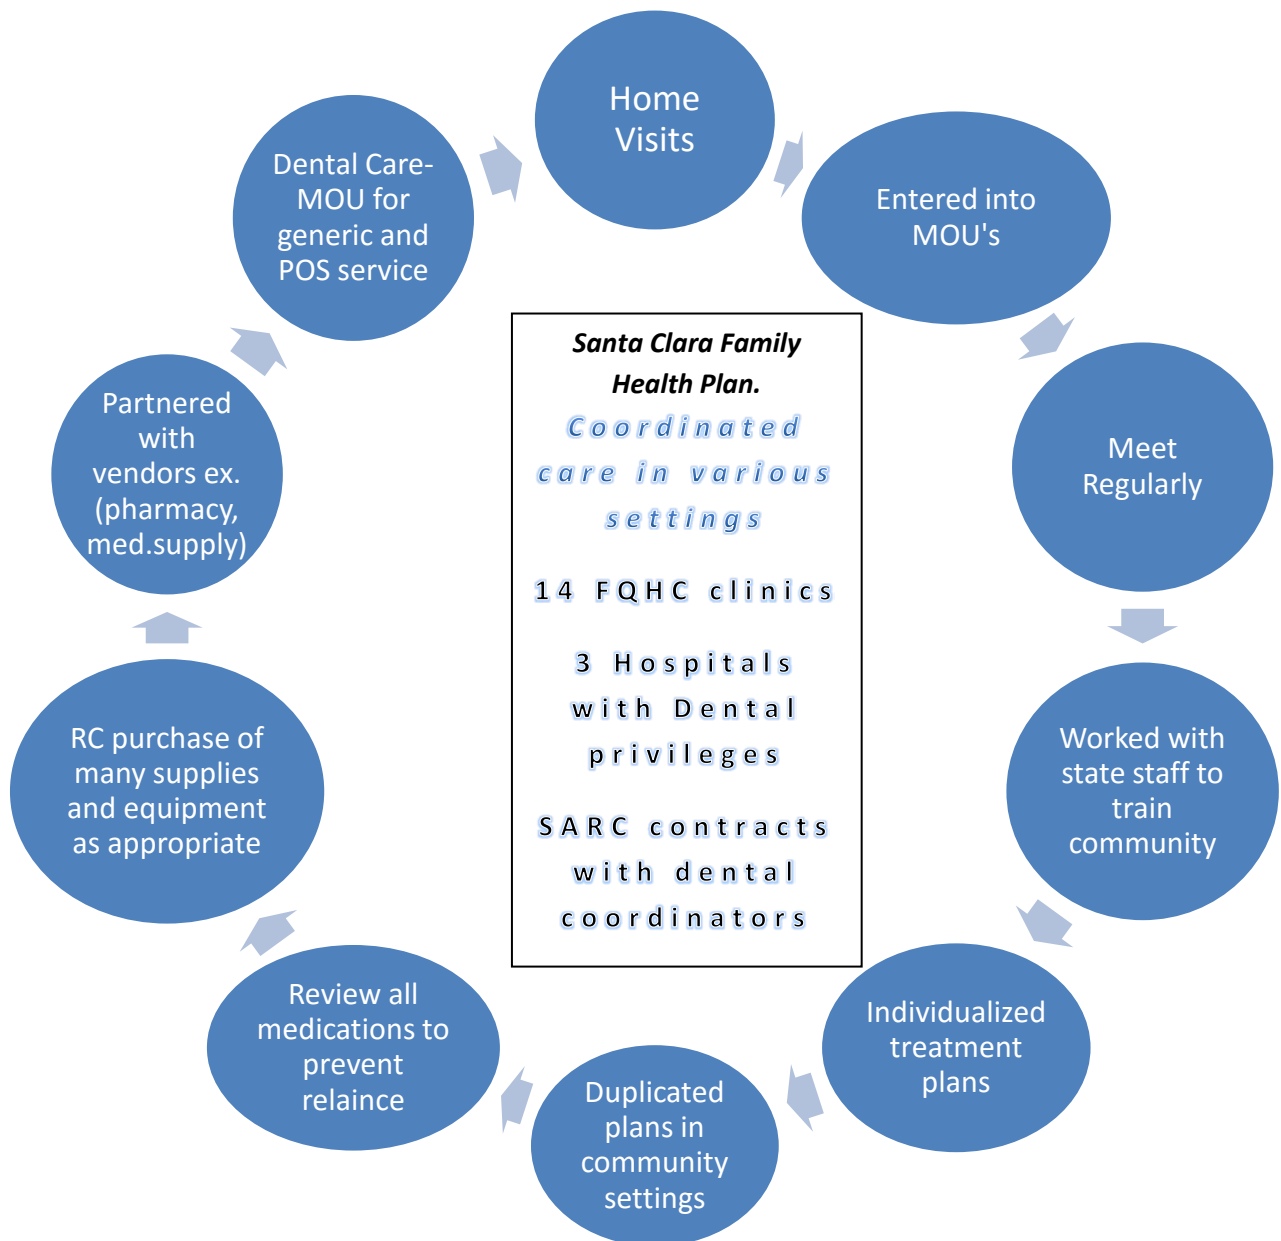 Home
Visits
Entered into
MOU's
Meet
Regularly
Worked with
state staff to
train
community
Individualized
treatment
plans
Duplicated
plans in
community
settings
Review all
medications to
prevent
relaince
RC purchase of
many supplies
and equipment
as appropriate
Partnered
with
vendors ex.
(pharmacy,
med.supply)
Dental Care-
MOU for
generic and
POS service
Santa Clara Family
Health Plan.
Coordinated
care in various
settings
14 FQHC clinics
3 Hospitals
with Dental
privileges
SARC contracts
with dental
coordinators